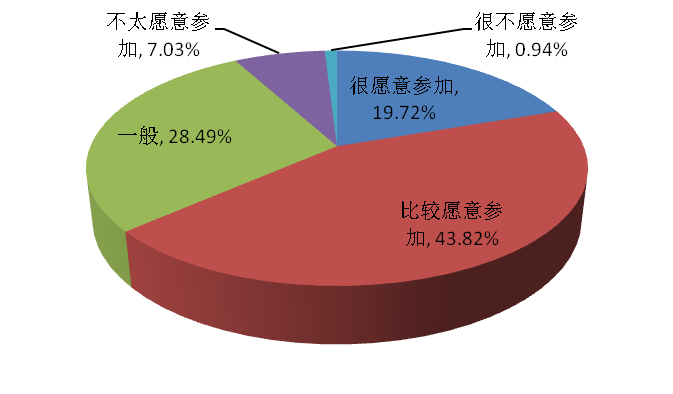 不太愿意参
加, 7.03%
很不愿意参
加, 0.94%
很愿意参加,
19.72%
一般, 28.49%
比较愿意参
加, 43.82%